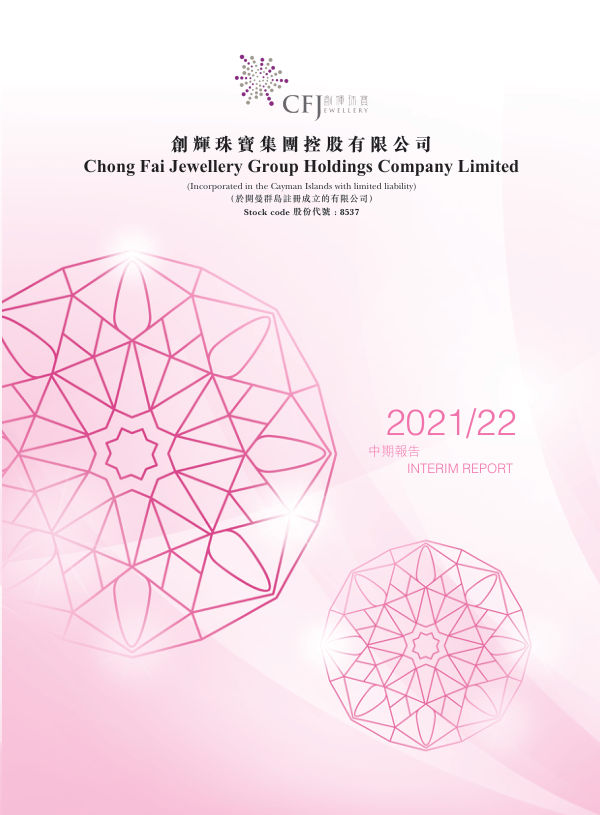 CFJ 創輝珠寶
JEWELLERY
創輝珠寶集團控股有限公司
Chong Fai Jewellery Group Holdings Company Limited
(Incorporated in the Cayman Islands with limited liability)
（於開曼群島註冊成立的有限公司）
Stock code 股份代號 : 8537
2021/22
中期報告
INTERIM REPORT